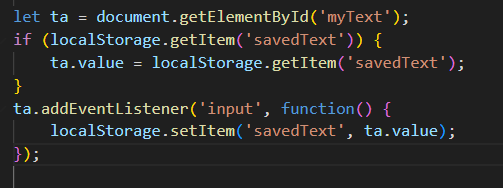 let ta = document.getElementById('myText');
if (localStorage.getItem('savedText')) {
    ta.value = localStorage.getItem('savedText');
}
ta.addEventListener('input', function() {
    localStorage.setItem('savedText', ta.value);
});